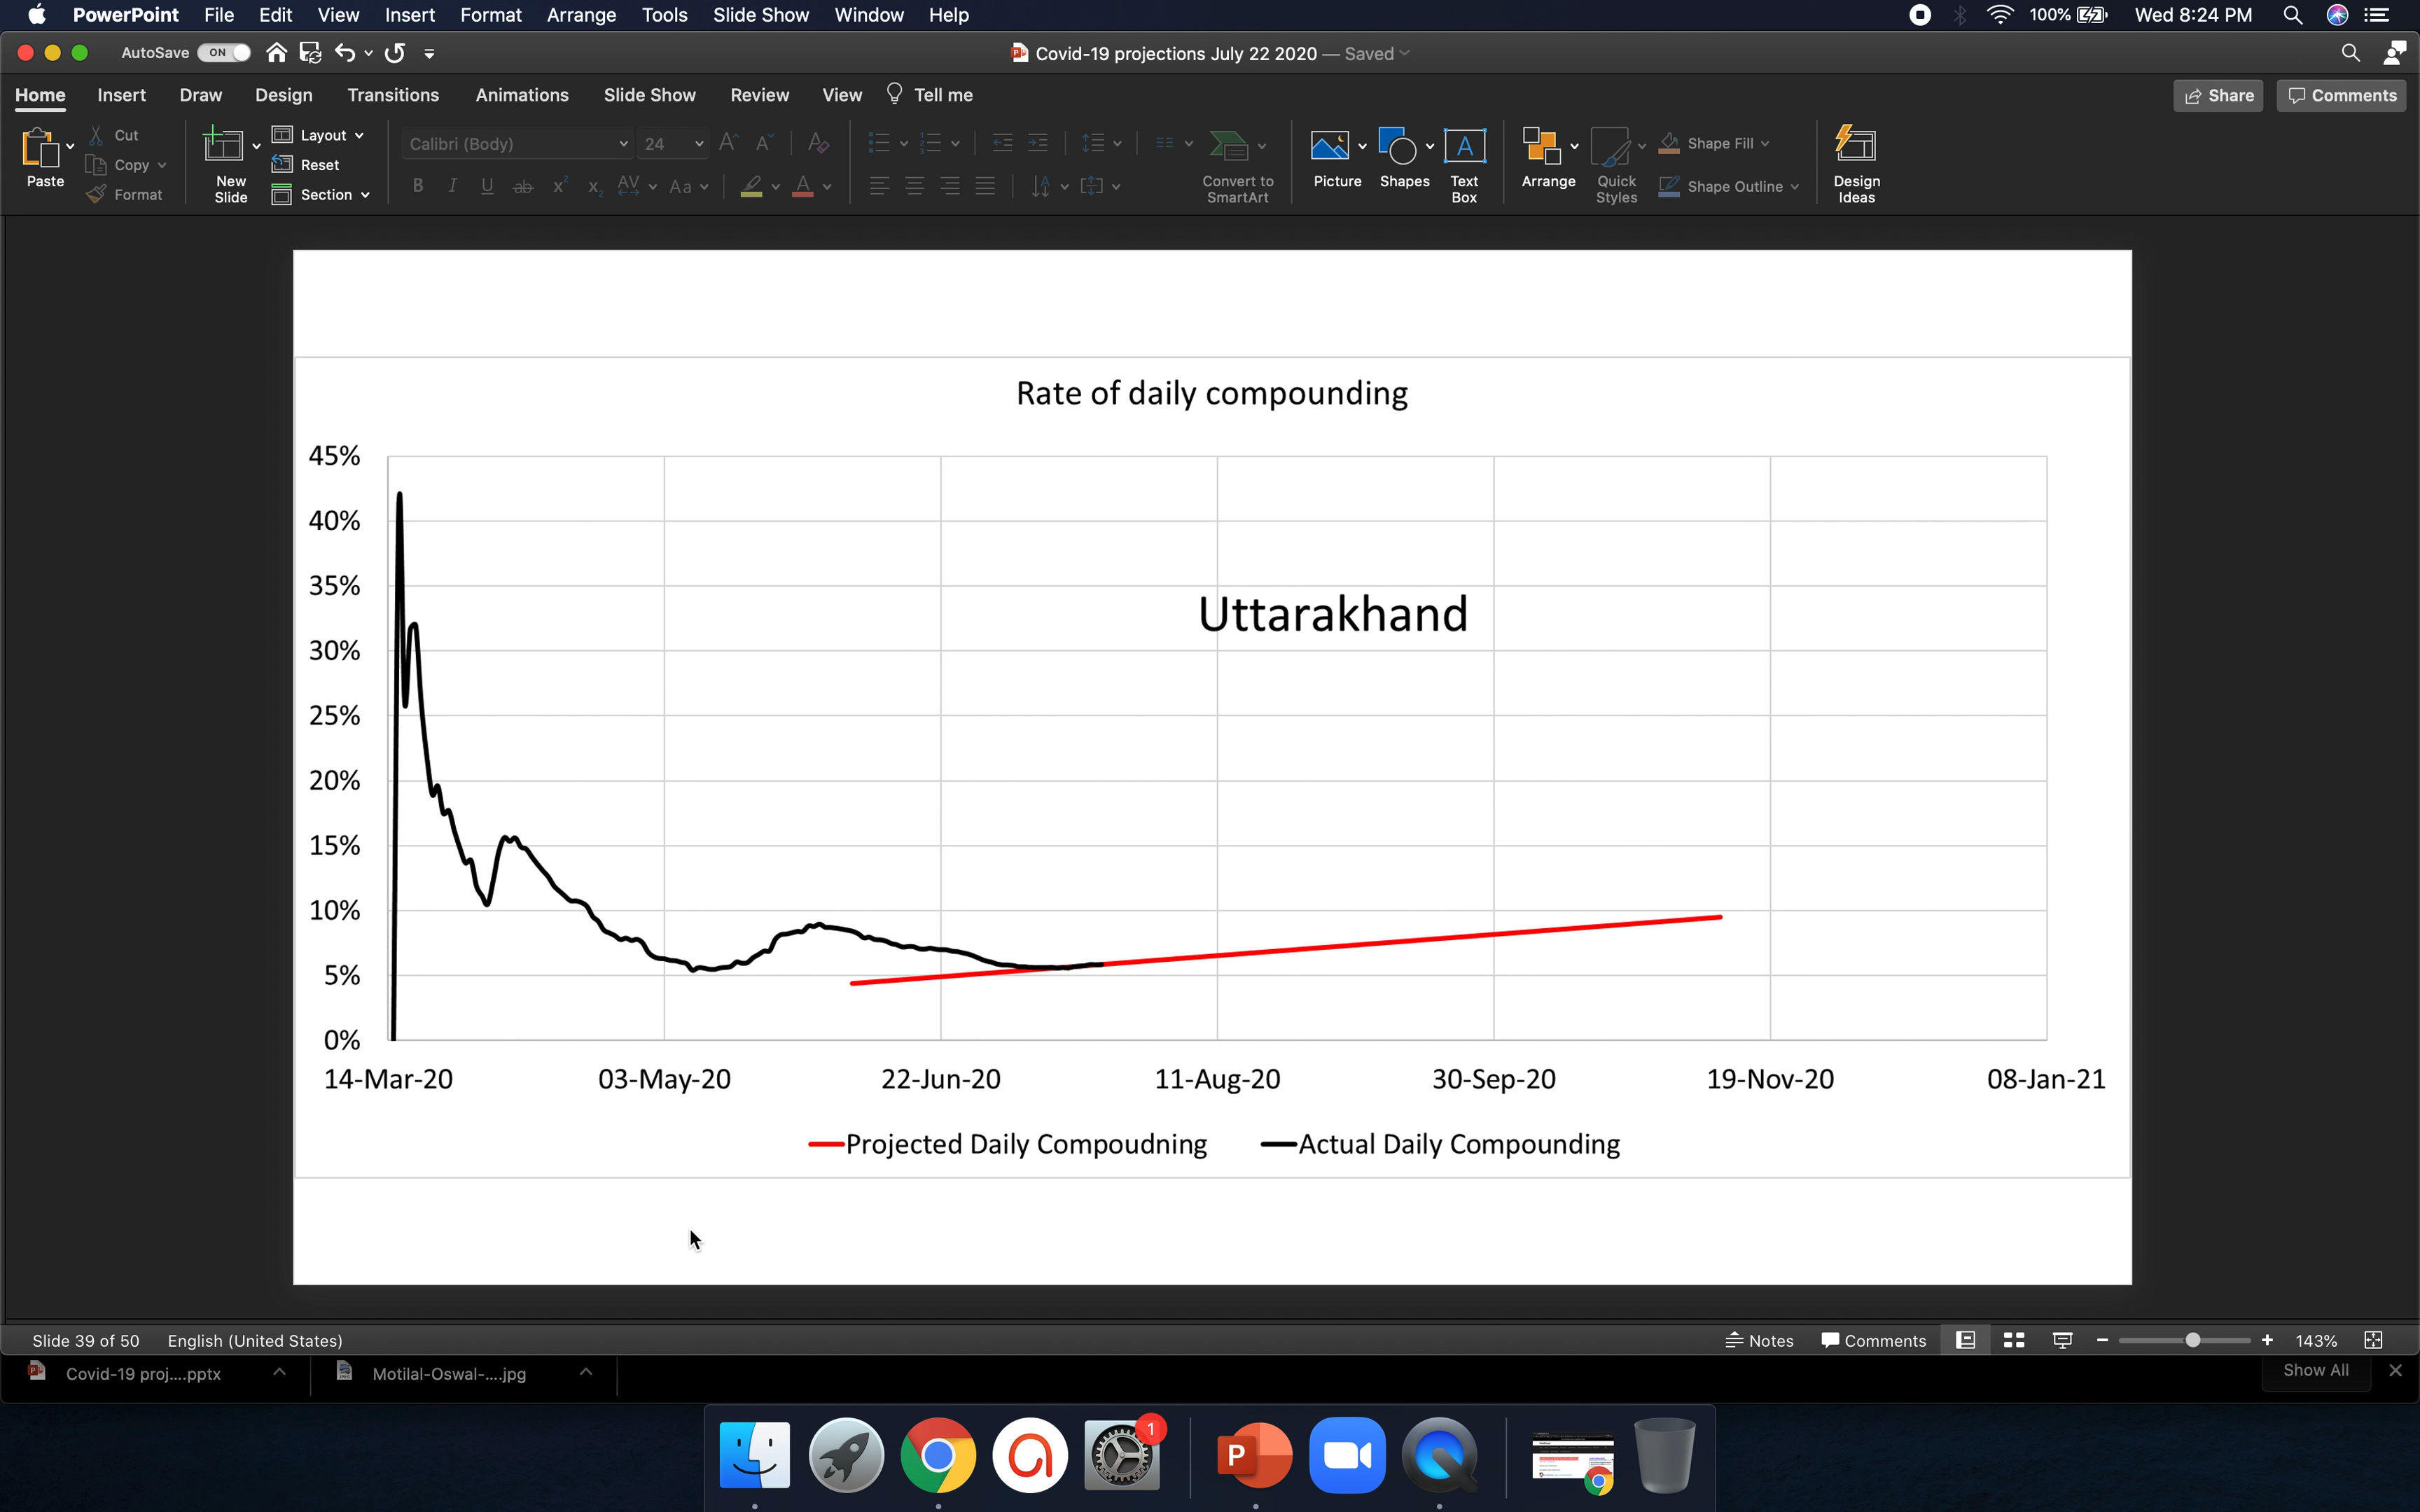 PowerPoint File Edit View Insert Format Arrange Tools Slide Show Window Help 100% Wed 8:24 PM
AutoSave ON Covid-19 projections July 22 2020 — Saved
Home Insert Draw Design Transitions Animations Slide Show Review View Tell me Share Comments
Paste
Cut
Copy
Format
New Slide
Layout
Reset
Section
Calibri (Body) 24
Convert to SmartArt
Picture
Shapes
Text Box
Arrange
Quick Styles
Shape Fill
Shape Outline
Design Ideas
Rate of daily compounding
45%
40%
35%
Uttarakhand
30%
25%
20%
15%
10%
5%
0%
14-Mar-20 03-May-20 22-Jun-20 11-Aug-20 30-Sep-20 19-Nov-20 08-Jan-21
Projected Daily Compoudning Actual Daily Compounding
Slide 39 of 50 English (United States) Notes Comments 143%
Covid-19 proj....pptx Motilal-Oswal-....jpg Show All
1
P